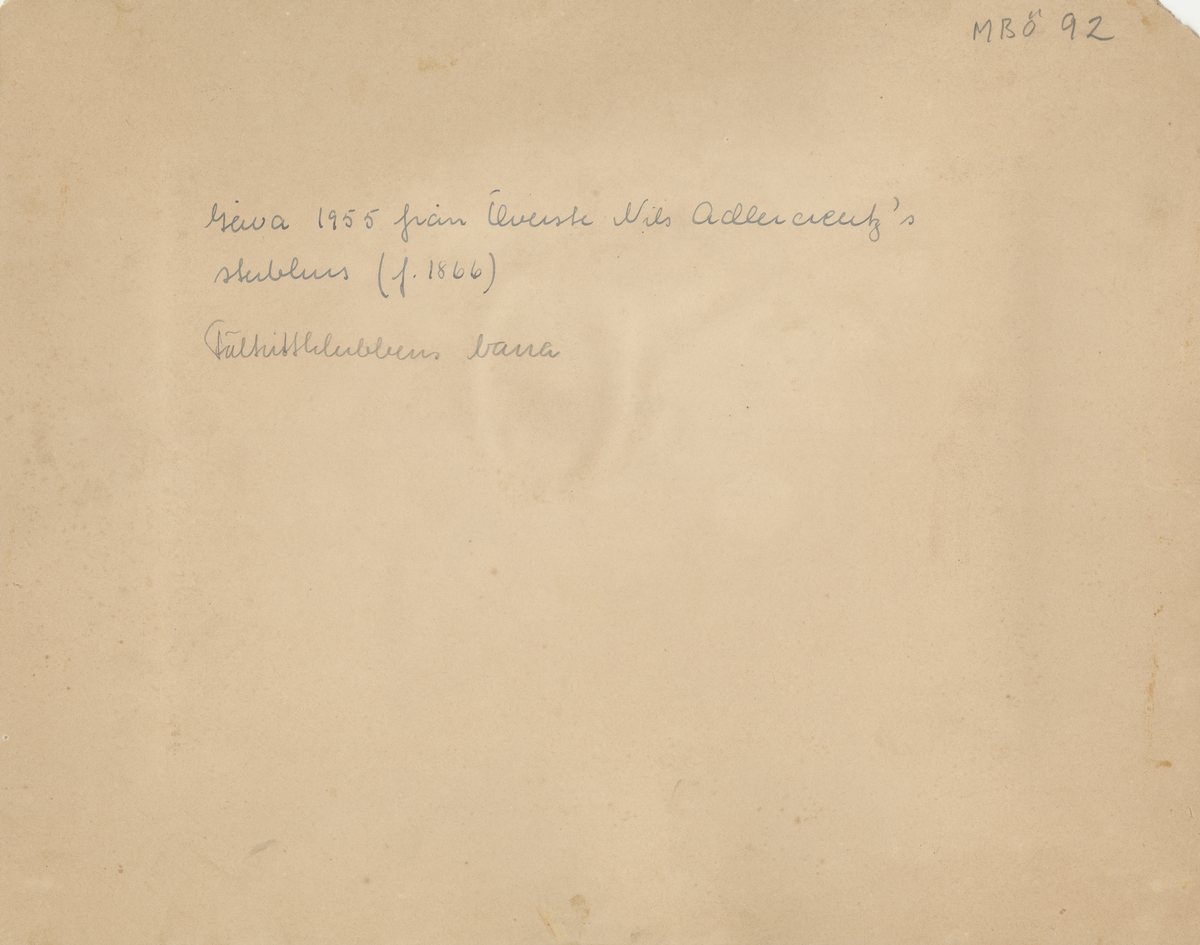 MBÖ 92
Gåva 1955 från Överste Nils Adlercreutz's
sterbhus (f. 1866)
Fältrittklubbens bana